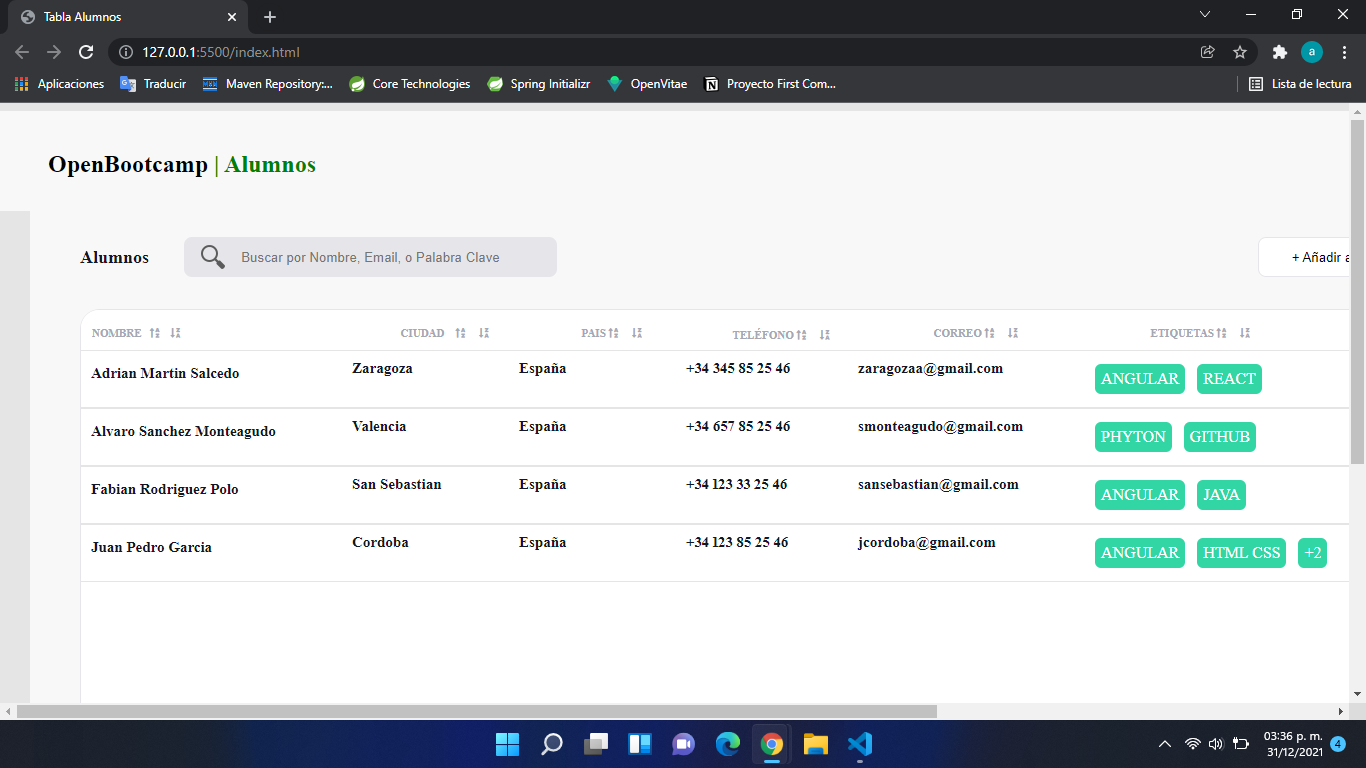 Tabla Alumnos
127.0.0.1:5500/index.html
a
Aplicaciones Traducir Maven Repository:... Core Technologies Spring Initializr OpenVitae Proyecto First Com... Lista de lectura
OpenBootcamp | Alumnos
Alumnos Buscar por Nombre, Email, o Palabra Clave + Añadir a
NOMBRE CIUDAD PAIS TELÉFONO CORREO ETIQUETAS
Adrian Martin Salcedo Zaragoza España +34 345 85 25 46 zaragozaa@gmail.com ANGULAR REACT
Alvaro Sanchez Monteagudo Valencia España +34 657 85 25 46 smonteagudo@gmail.com PHYTON GITHUB
Fabian Rodriguez Polo San Sebastian España +34 123 33 25 46 sansebastian@gmail.com ANGULAR JAVA
Juan Pedro Garcia Cordoba España +34 123 85 25 46 jcordoba@gmail.com ANGULAR HTML CSS +2
03:36 p. m.
31/12/2021
4